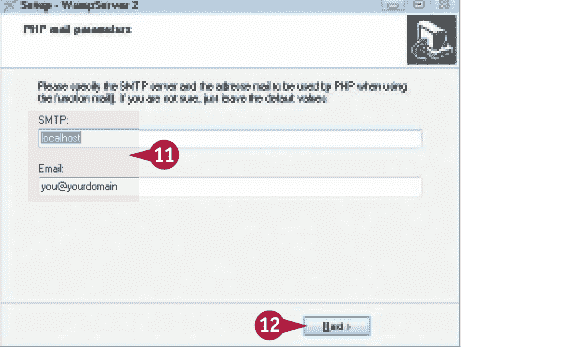 Setup - WampServer 2
PHP mail parameters
Please specify the SMTP server and the adresse mail to be used by PHP when using
the function mail(). If you are not sure, just leave the default values.
SMTP:
localhost
11
Email:
you@yourdomain
12
Next >